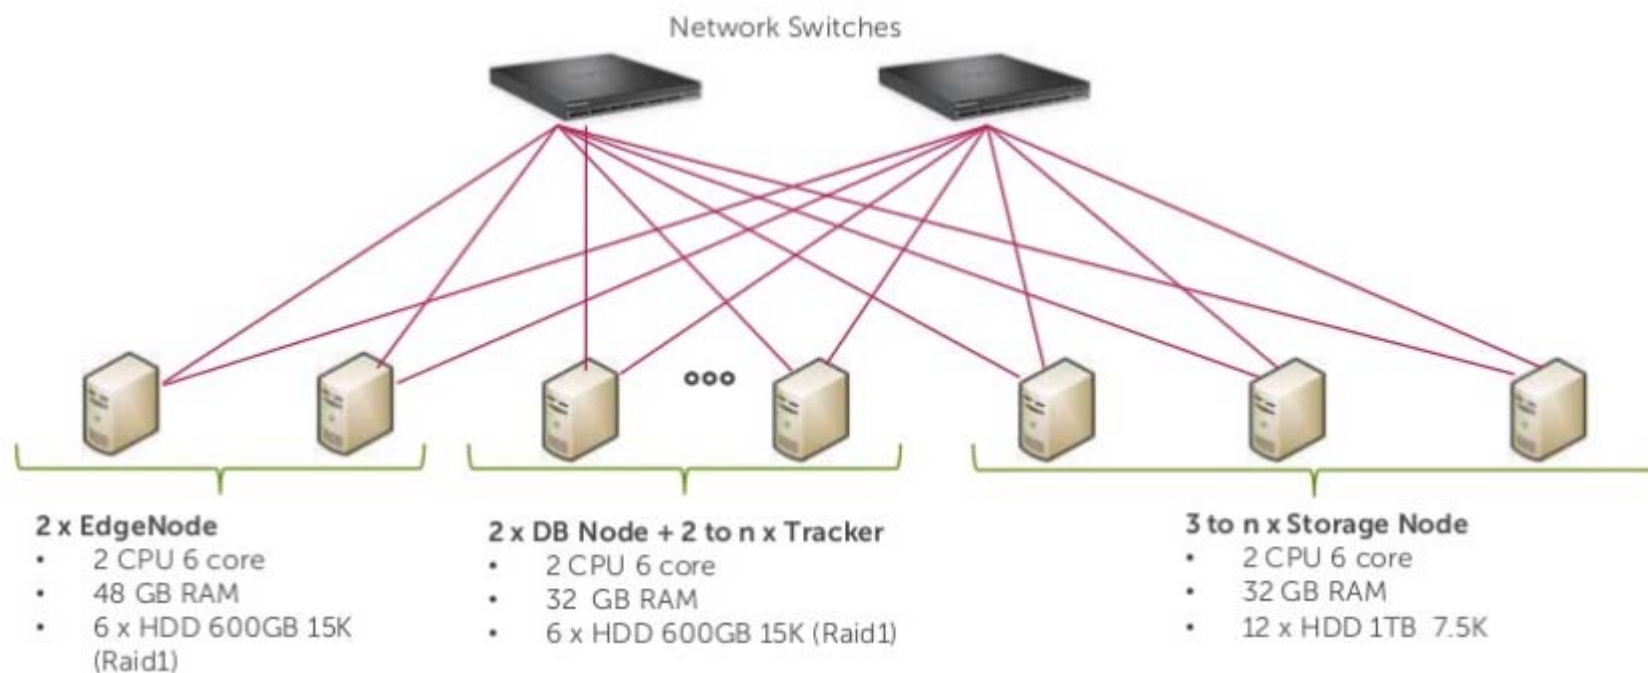 Network Switches
2 x EdgeNode
• 2 CPU 6 core
• 48 GB RAM
• 6 x HDD 600GB 15K
(Raid1)
2 x DB Node + 2 to n x Tracker
• 2 CPU 6 core
• 32 GB RAM
• 6 x HDD 600GB 15K (Raid1)
3 to n x Storage Node
• 2 CPU 6 core
• 32 GB RAM
• 12 x HDD 1TB 7.5K